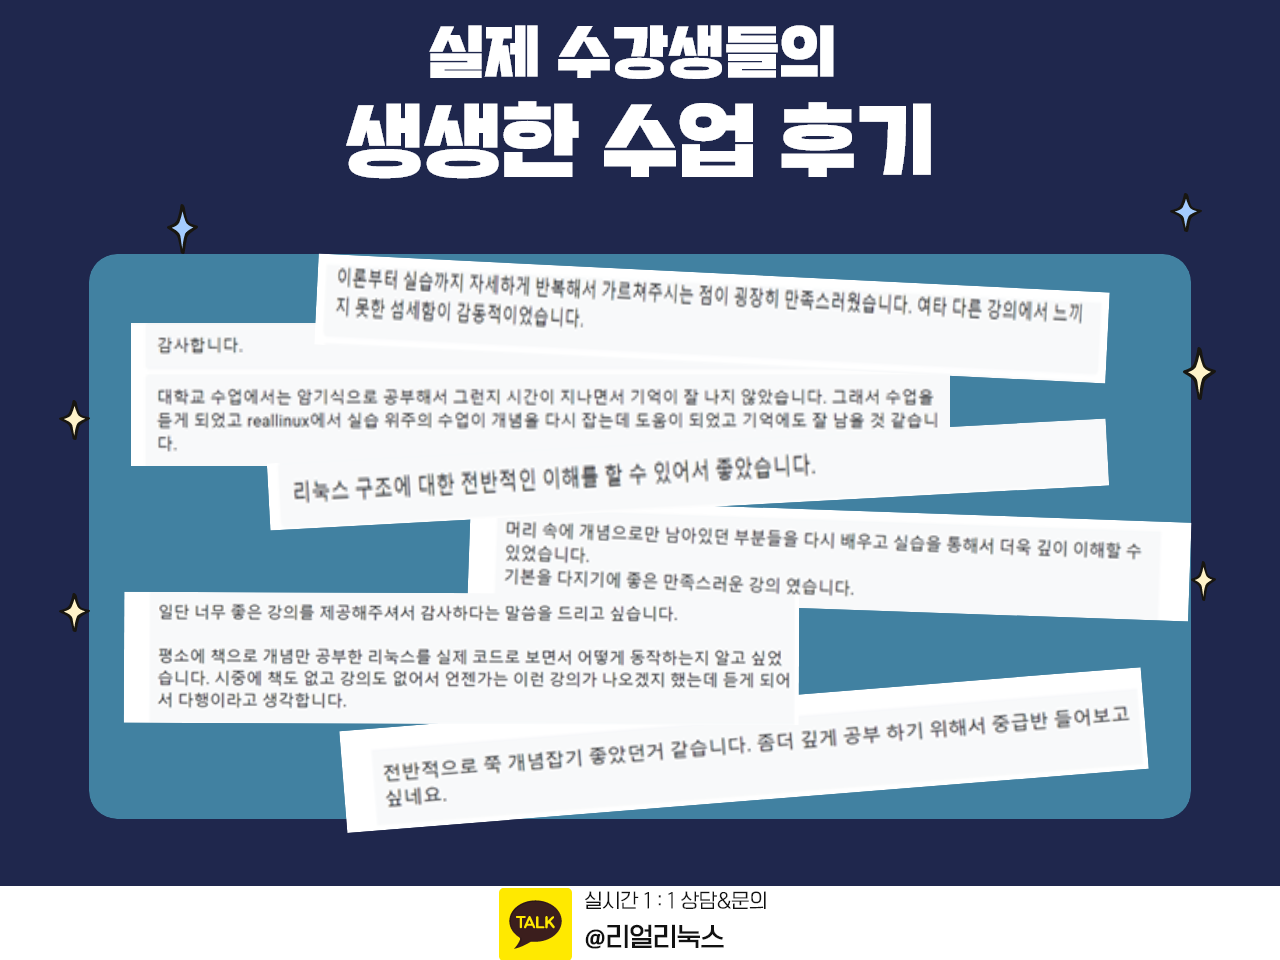 실제 수강생들의
생생한 수업 후기
이론부터 실습까지 자세하게 반복해서 가르쳐주시는 점이 굉장히 만족스러웠습니다. 여타 다른 강의에서 느끼
지 못한 섬세함이 감동적이었습니다.
감사합니다.
대학교 수업에서는 암기식으로 공부해서 그런지 시간이 지나면서 기억이 잘 나지 않았습니다. 그래서 수업을
듣게 되었고 reallinux에서 실습 위주의 수업이 개념을 다시 잡는데 도움이 되었고 기억에도 잘 남을 것 같습니
다.
리눅스 구조에 대한 전반적인 이해를 할 수 있어서 좋았습니다.
머리 속에 개념으로만 남아있던 부분들을 다시 배우고 실습을 통해서 더욱 깊이 이해할 수
있었습니다.
기본을 다지기에 좋은 만족스러운 강의 였습니다.
일단 너무 좋은 강의를 제공해주셔서 감사하다는 말씀을 드리고 싶습니다.
평소에 책으로 개념만 공부한 리눅스를 실제 코드로 보면서 어떻게 동작하는지 알고 싶었
습니다. 시중에 책도 없고 강의도 없어서 언젠가는 이런 강의가 나오겠지 했는데 듣게 되어
서 다행이라고 생각합니다.
전반적으로 쭉 개념잡기 좋았던거 같습니다. 좀더 깊게 공부 하기 위해서 중급반 들어보고
싶네요.
TALK
실시간 1 : 1 상담&문의
@리얼리눅스